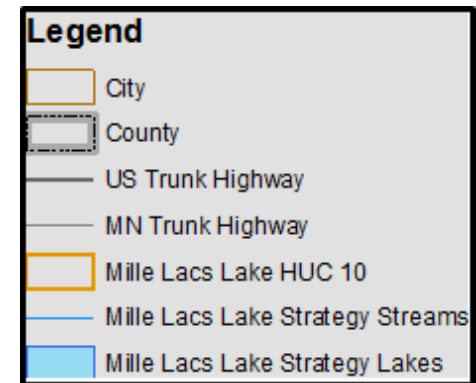 Legend
City
County
US Trunk Highway
MN Trunk Highway
Mille Lacs Lake HUC 10
Mille Lacs Lake Strategy Streams
Mille Lacs Lake Strategy Lakes